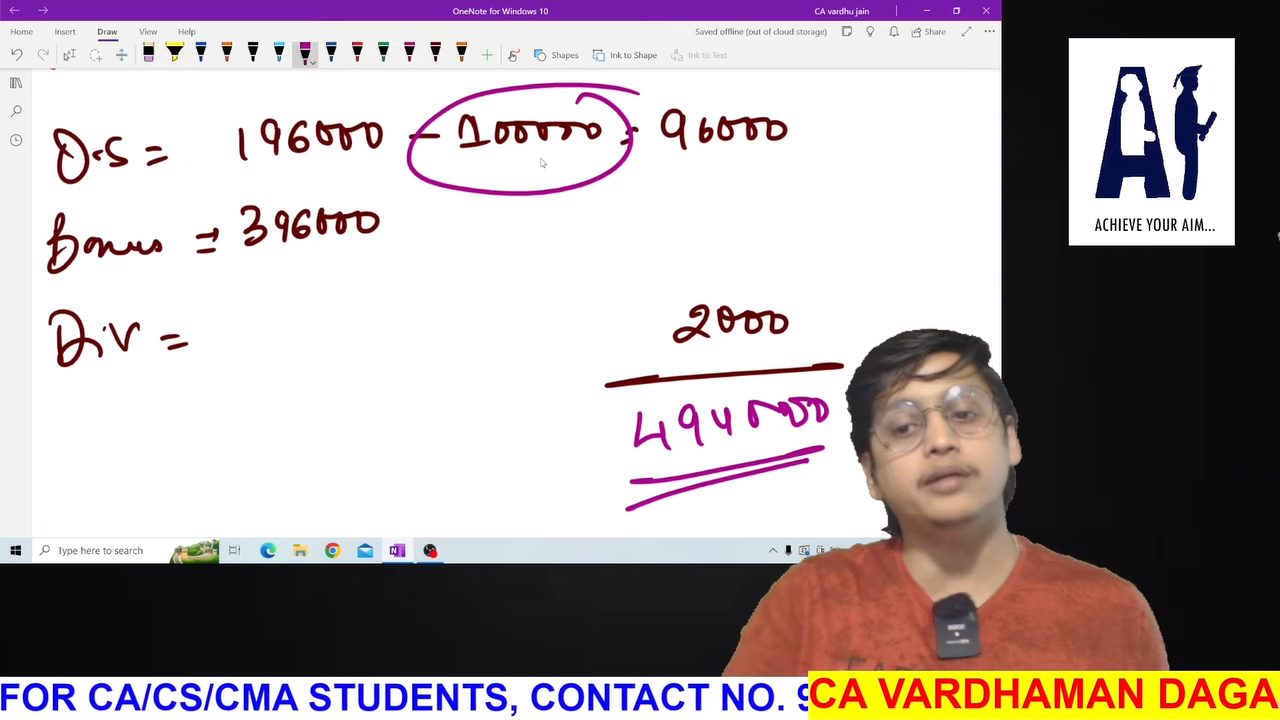 OneNote for Windows 10
CA vardhu jain
Home Insert Draw View Help
Saved offline (out of cloud storage)
Share
Shapes
Ink to Shape
Ink to Text
O.S = 196000 - 100000 = 96000
Bonus = 396000
Div =
2000
494000
ACHIEVE YOUR AIM...
Type here to search
FOR CA/CS/CMA STUDENTS, CONTACT NO. 9
CA VARDHAMAN DAGA